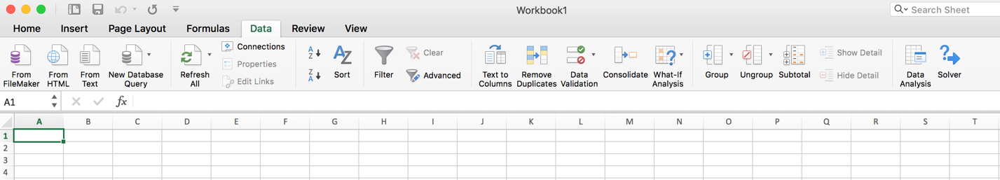 Workbook1
Search Sheet
Home Insert Page Layout Formulas Data Review View
From FileMaker
From HTML
From Text
New Database Query
Refresh All
Connections
Properties
Edit Links
A Z
Z A
AZ Sort
Filter
Clear
Advanced
Text to Columns
Remove Duplicates
Data Validation
Consolidate
What-If Analysis
Group
Ungroup
Subtotal
Show Detail
Hide Detail
Data Analysis
Solver
A1 fx
A B C D E F G H I J K L M N O P Q R S T
1
2
3
4